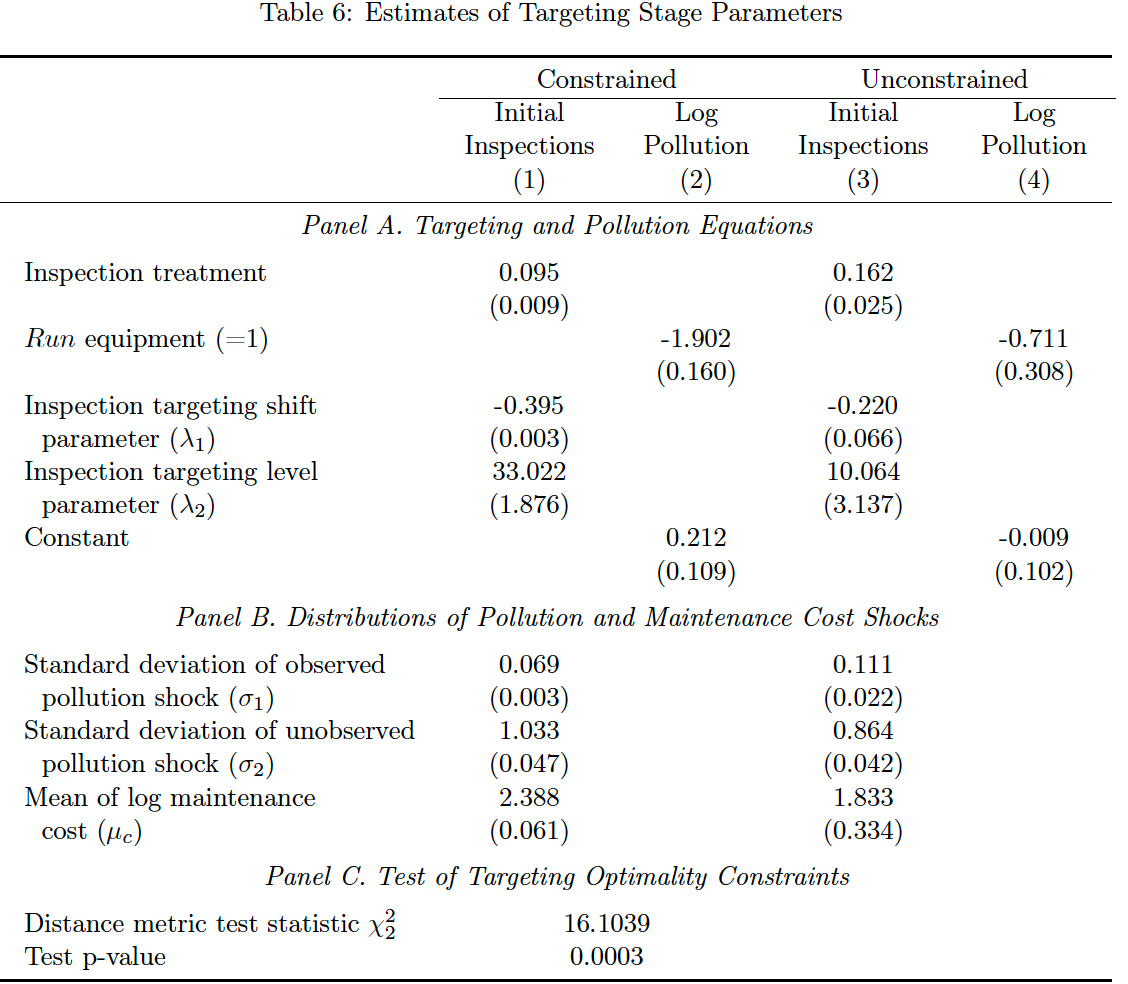 Table 6: Estimates of Targeting Stage Parameters
Constrained Unconstrained
Initial Log Initial Log
Inspections Pollution Inspections Pollution
(1) (2) (3) (4)
Panel A. Targeting and Pollution Equations
Inspection treatment 0.095 0.162
(0.009) (0.025)
Run equipment (=1) -1.902 -0.711
(0.160) (0.308)
Inspection targeting shift -0.395 -0.220
parameter (λ₁) (0.003) (0.066)
Inspection targeting level 33.022 10.064
parameter (λ₂) (1.876) (3.137)
Constant 0.212 -0.009
(0.109) (0.102)
Panel B. Distributions of Pollution and Maintenance Cost Shocks
Standard deviation of observed 0.069 0.111
pollution shock (σ₁) (0.003) (0.022)
Standard deviation of unobserved 1.033 0.864
pollution shock (σ₂) (0.047) (0.042)
Mean of log maintenance 2.388 1.833
cost (μ_c) (0.061) (0.334)
Panel C. Test of Targeting Optimality Constraints
Distance metric test statistic χ²₂ 16.1039
Test p-value 0.0003